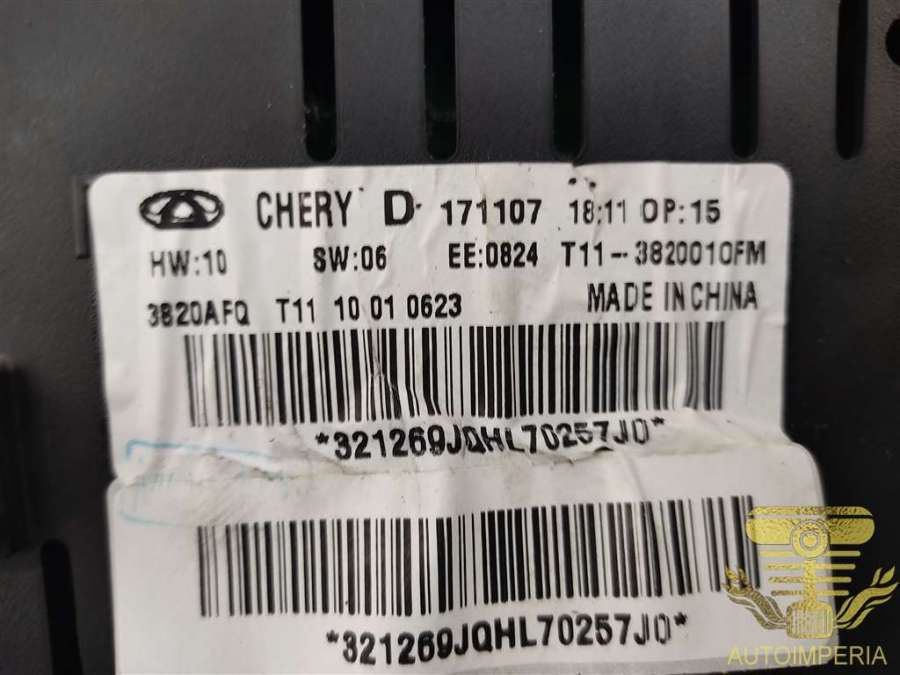 CHERY D 171107 18:11 OP:15
HW:10 SW:06 EE:0824 T11-3820010FM
3820AFQ T11 10 01 0623 MADE IN CHINA
*321269JQHL70257J0*
*321269JQHL70257J0*
AUTOIMPERIA